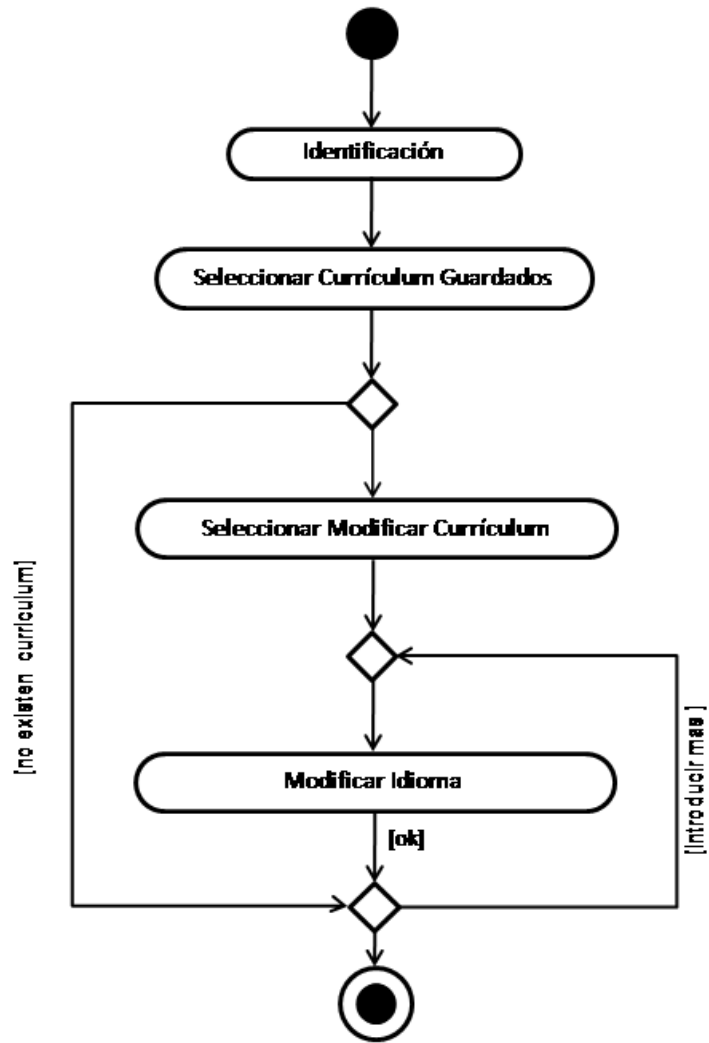 Identificación
Seleccionar Currículum Guardados
Seleccionar Modificar Currículum
[no existen curriculum]
Modificar Idioma
[Introducir mas ]
[ok]